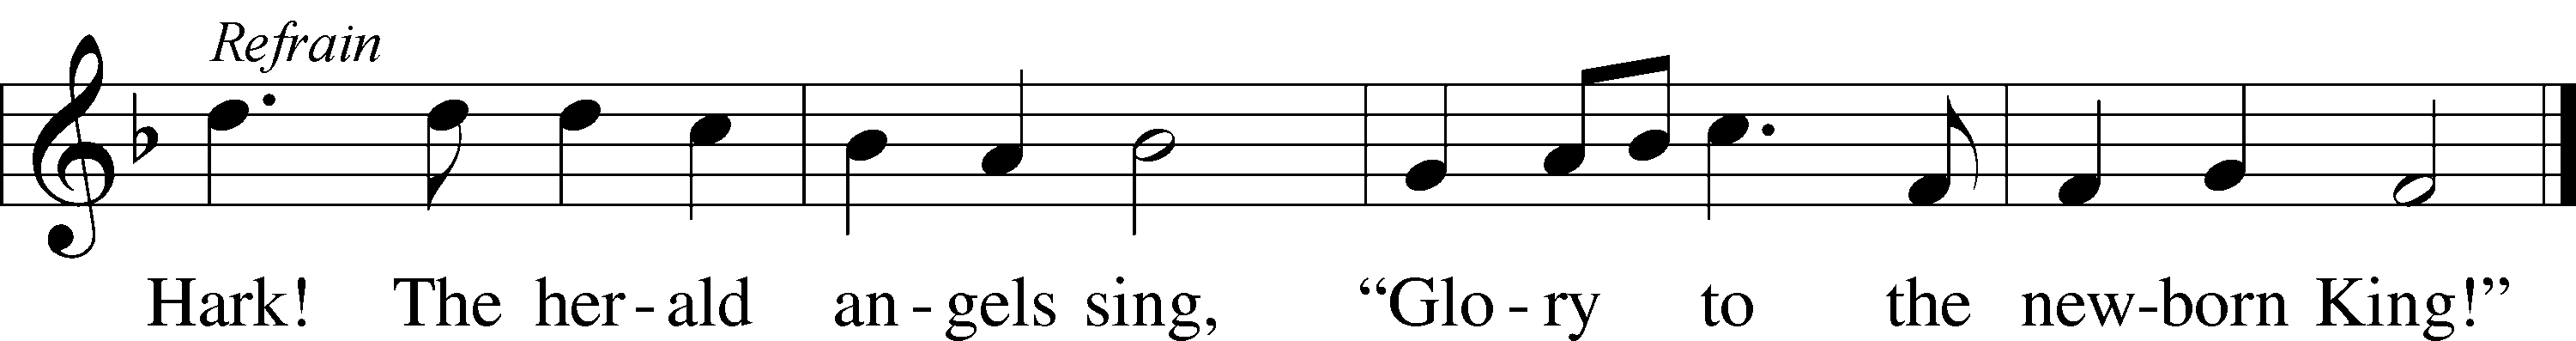 Refrain
Hark! The her - ald an - gels sing, “Glo - ry to the new-born King!”